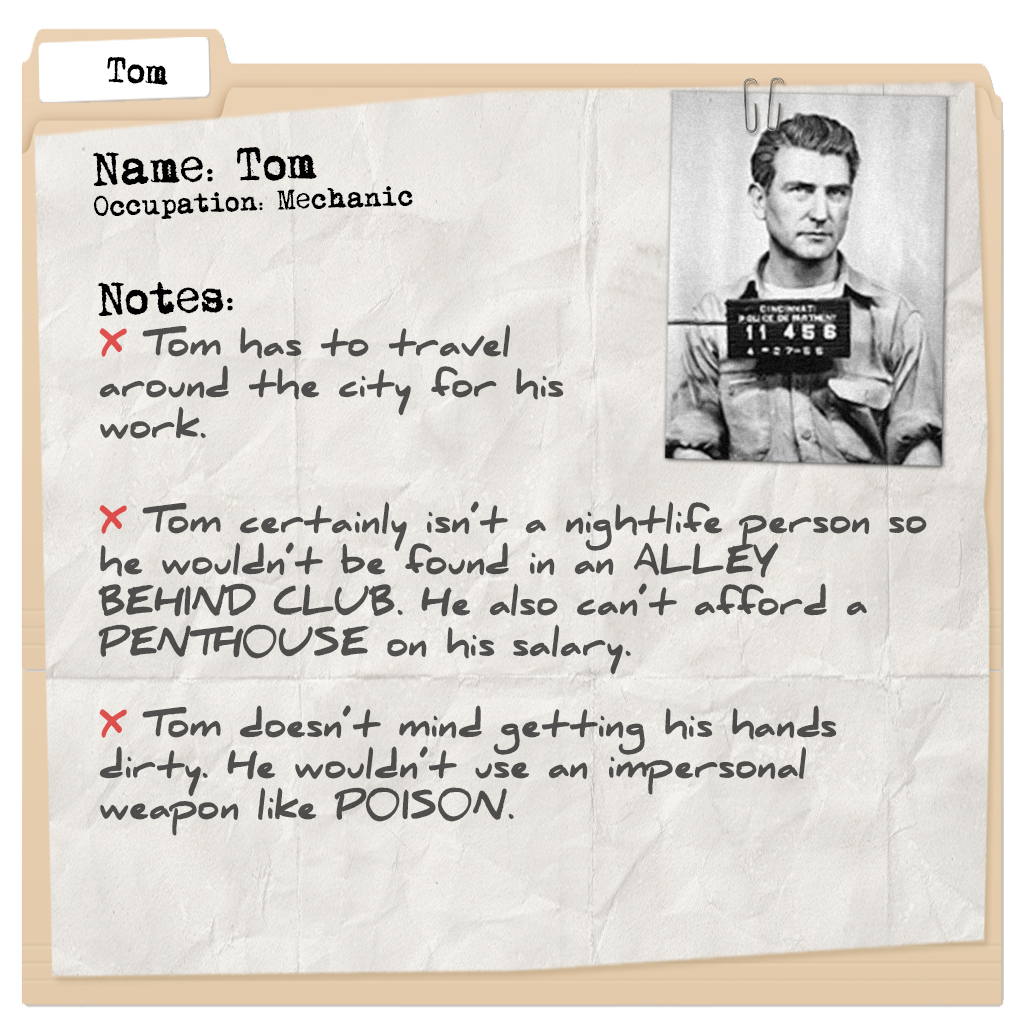 Tom
Name: Tom
Occupation: Mechanic
CINCINNATI
POLICE DEPARTMENT
11 456
Notes:
Tom has to travel
around the city for his
work.
Tom certainly isn't a nightlife person so
he wouldn't be found in an ALLEY
BEHIND CLUB. He also can't afford a
PENTHOUSE on his salary.
Tom doesn't mind getting his hands
dirty. He wouldn't use an impersonal
weapon like POISON.